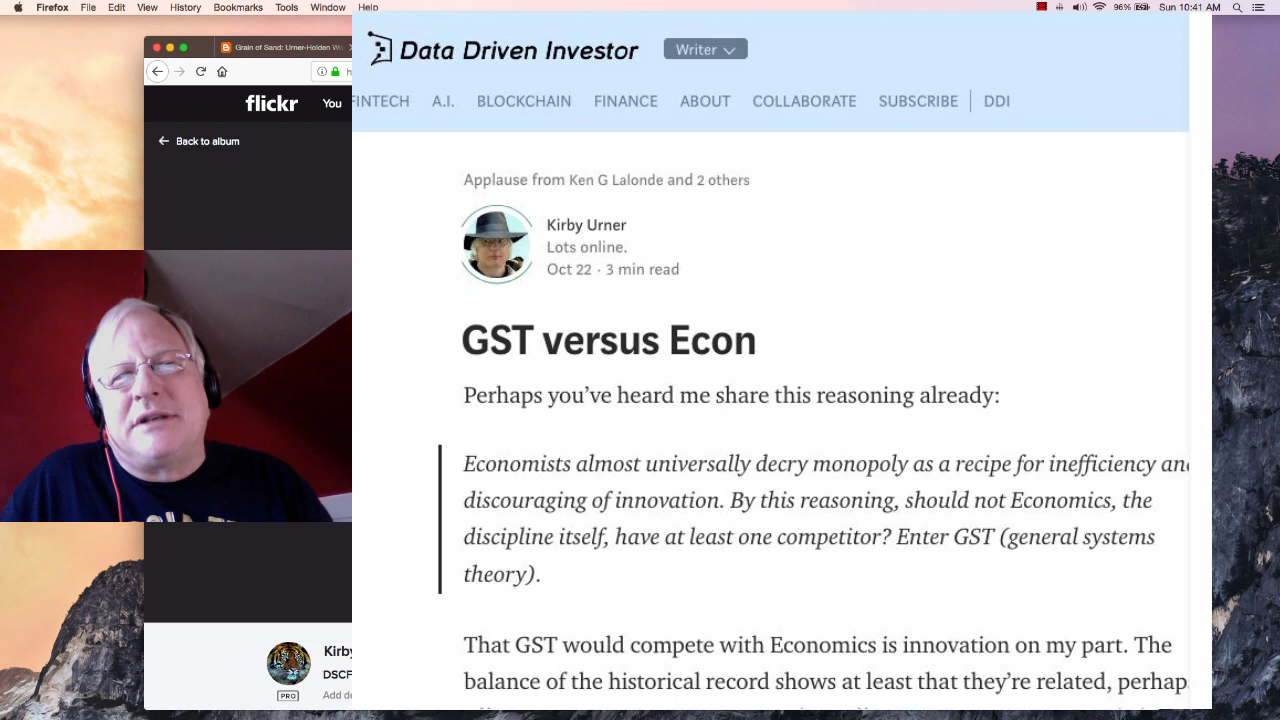 Firefox File Edit View History Bookmarks Tools Window Help
96% Sun 10:41 AM
Grain of Sand: Urner-Holden
flickr You
Back to album
Data Driven Investor Writer
FINTECH A.I. BLOCKCHAIN FINANCE ABOUT COLLABORATE SUBSCRIBE DDI
Applause from Ken G Lalonde and 2 others
Kirby Urner
Lots online.
Oct 22 · 3 min read
GST versus Econ
Perhaps you’ve heard me share this reasoning already:
Economists almost universally decry monopoly as a recipe for inefficiency and
discouraging of innovation. By this reasoning, should not Economics, the
discipline itself, have at least one competitor? Enter GST (general systems
theory).
That GST would compete with Economics is innovation on my part. The
balance of the historical record shows at least that they’re related, perhaps
Kirby
DSCF
PRO
Add de